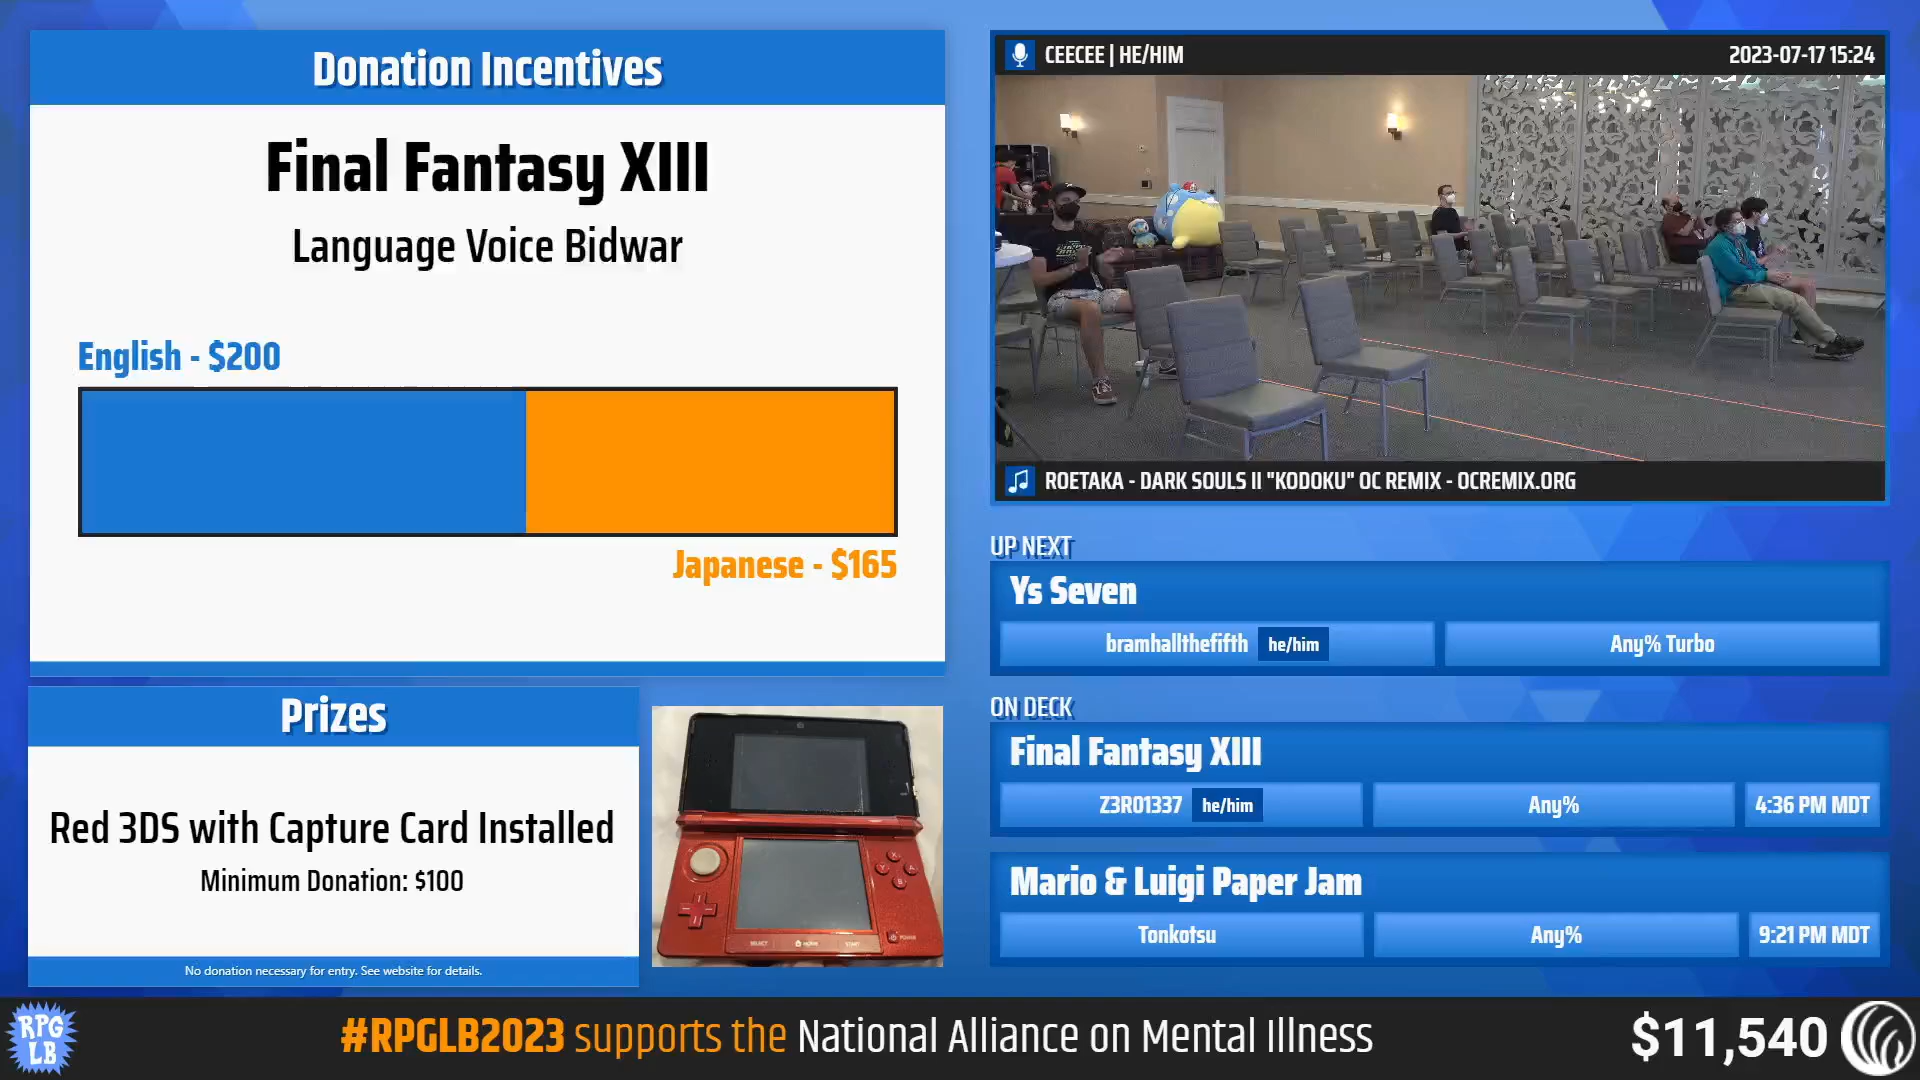 Donation Incentives
Final Fantasy XIII
Language Voice Bidwar
English - $200
Japanese - $165
Prizes
Red 3DS with Capture Card Installed
Minimum Donation: $100
No donation necessary for entry. See website for details.
SELECT HOME START
POWER
CEECEE | HE/HIM
2023-07-17 15:24
ROETAKA - DARK SOULS II "KODOKU" OC REMIX - OCREMIX.ORG
UP NEXT
Ys Seven
bramhallthefifth he/him Any% Turbo
ON DECK
Final Fantasy XIII
Z3R01337 he/him Any% 4:36 PM MDT
Mario & Luigi Paper Jam
Tonkotsu Any% 9:21 PM MDT
RPG
LB
#RPGLB2023 supports the National Alliance on Mental Illness
$11,540